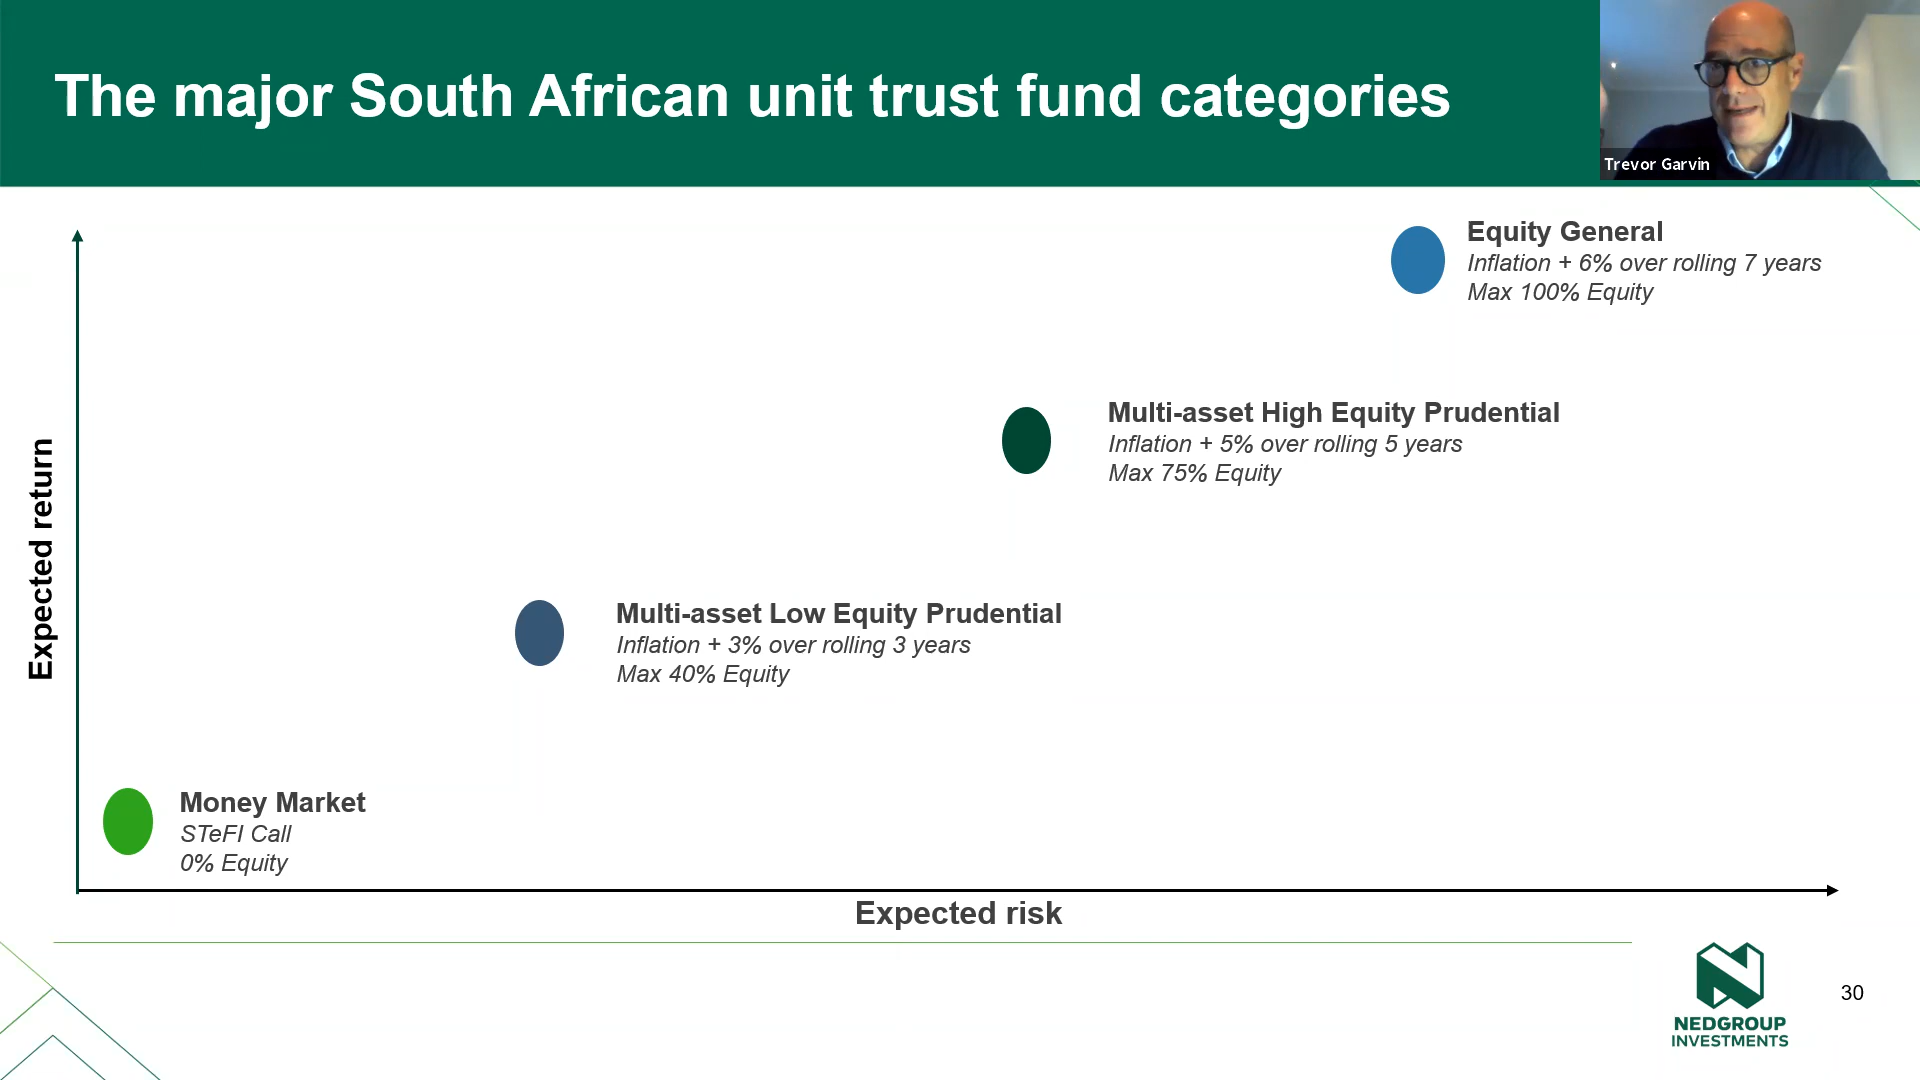 The major South African unit trust fund categories
Trevor Garvin
Equity General
Inflation + 6% over rolling 7 years
Max 100% Equity
Multi-asset High Equity Prudential
Inflation + 5% over rolling 5 years
Max 75% Equity
Expected return
Multi-asset Low Equity Prudential
Inflation + 3% over rolling 3 years
Max 40% Equity
Money Market
STeFI Call
0% Equity
Expected risk
30
NEDGROUP
INVESTMENTS